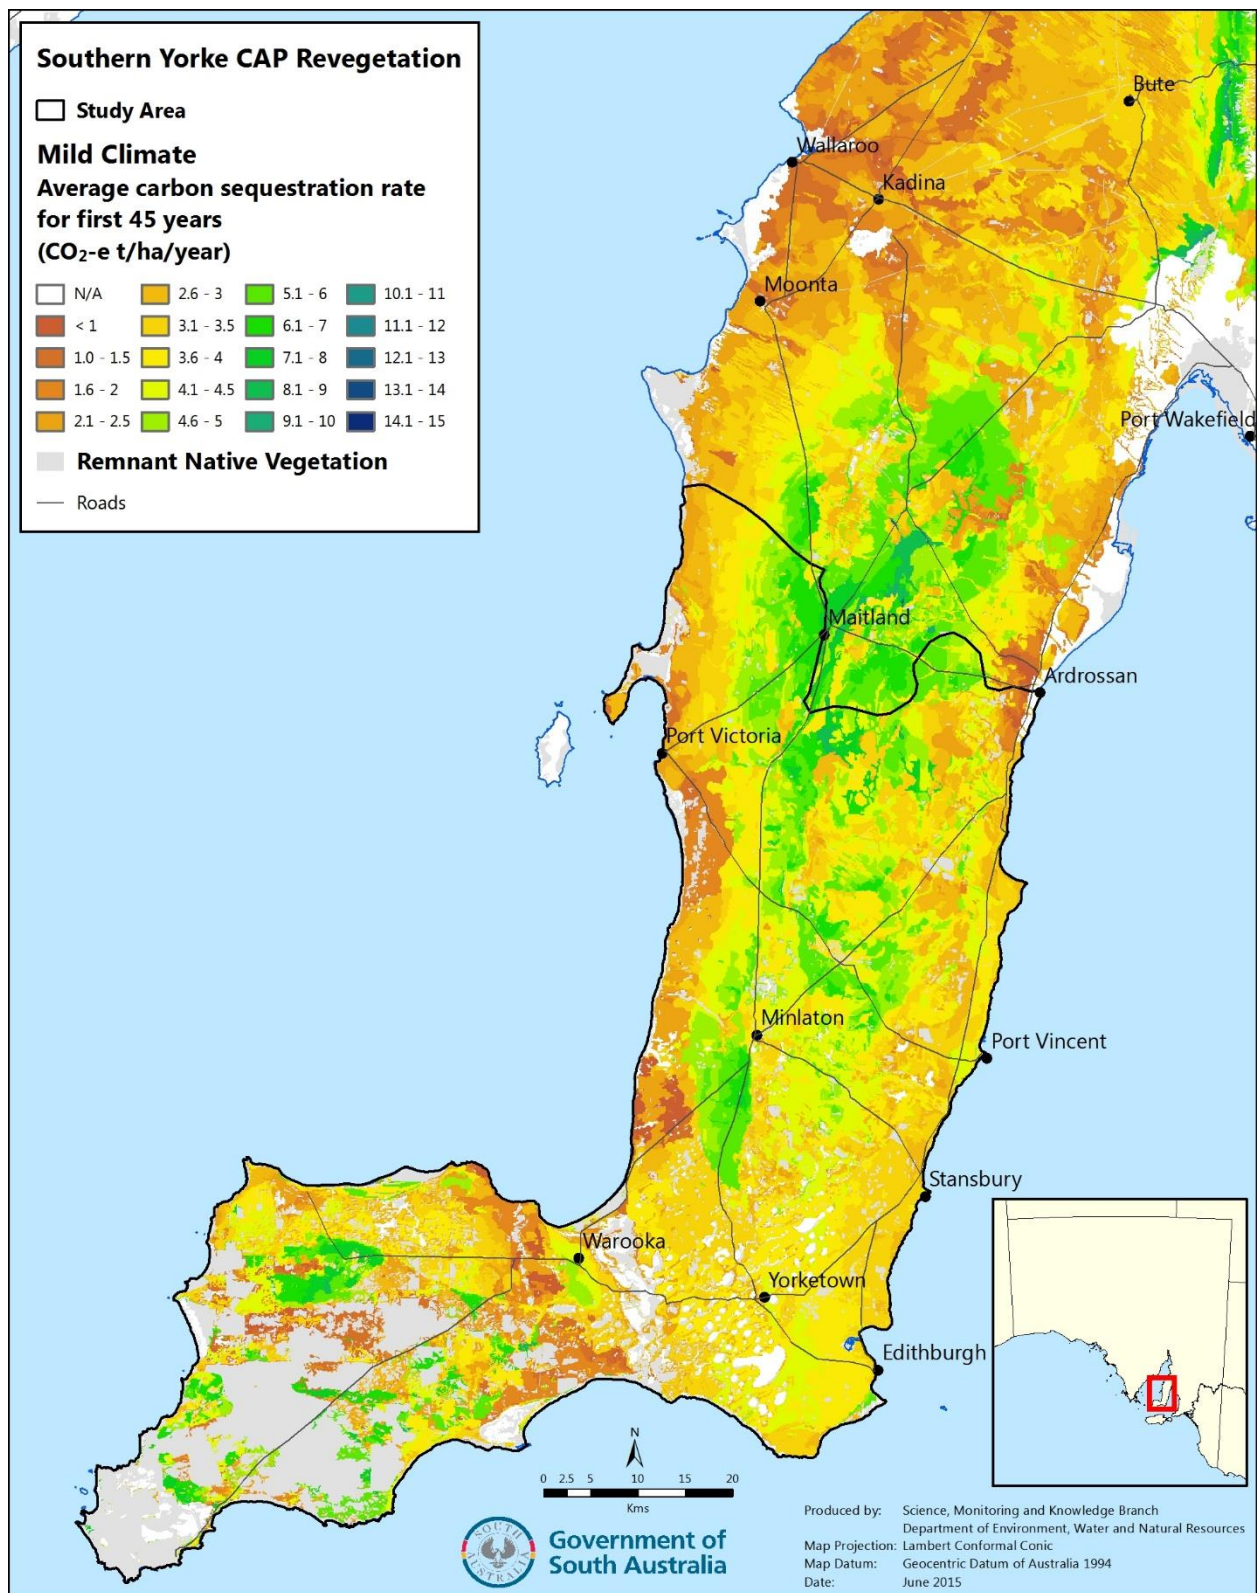 Southern Yorke CAP Revegetation
Study Area
Mild Climate
Average carbon sequestration rate
for first 45 years
(CO₂-e t/ha/year)
N/A
< 1
1.0 - 1.5
1.6 - 2
2.1 - 2.5
2.6 - 3
3.1 - 3.5
3.6 - 4
4.1 - 4.5
4.6 - 5
5.1 - 6
6.1 - 7
7.1 - 8
8.1 - 9
9.1 - 10
10.1 - 11
11.1 - 12
12.1 - 13
13.1 - 14
14.1 - 15
Remnant Native Vegetation
Roads
Bute
Wallaroo
Kadina
Moonta
Port Wakefield
Maitland
Ardrossan
Port Victoria
Minlaton
Port Vincent
Stansbury
Warooka
Yorketown
Edithburgh
N
0 2.5 5 10 15 20
Kms
SOUTH AUSTRALIA
Government of
South Australia
Produced by: Science, Monitoring and Knowledge Branch
Department of Environment, Water and Natural Resources
Map Projection: Lambert Conformal Conic
Map Datum: Geocentric Datum of Australia 1994
Date: June 2015